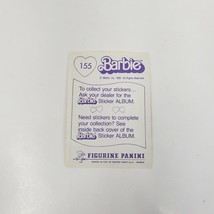 155
Barbie
To collect your stickers...
Ask your dealer for the
Barbie Sticker ALBUM.
Need stickers to complete
your collection? See
inside back cover of the
Barbie Sticker ALBUM.
FIGURINE PANINI